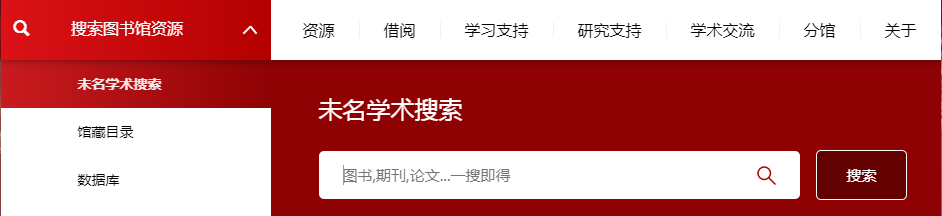 搜索图书馆资源
资源 借阅 学习支持 研究支持 学术交流 分馆 关于
未名学术搜索
馆藏目录
数据库
未名学术搜索
图书,期刊,论文...一搜即得
搜索